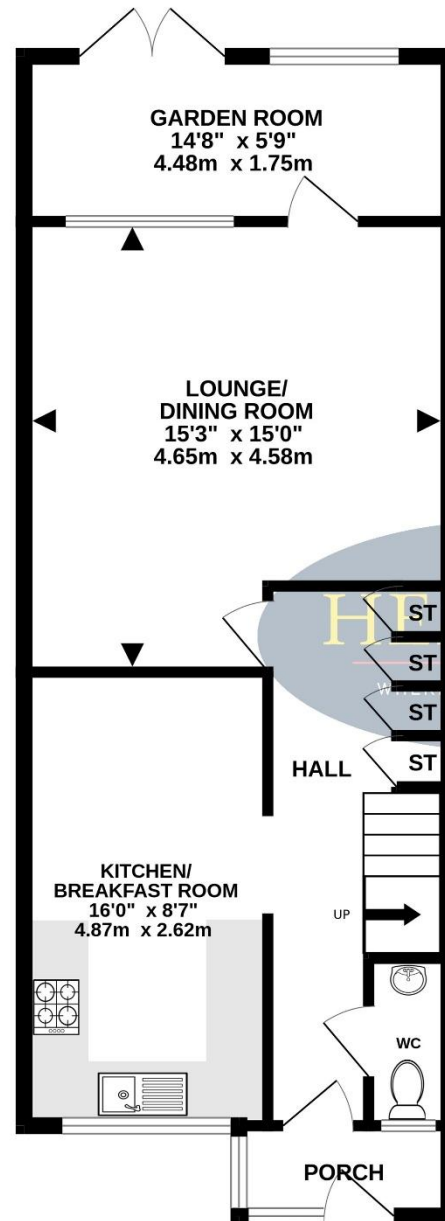 GARDEN ROOM
14'8" x 5'9"
4.48m x 1.75m
LOUNGE/
DINING ROOM
15'3" x 15'0"
4.65m x 4.58m
HE
ST
WHER
ST
ST
ST
HALL
KITCHEN/
BREAKFAST ROOM
16'0" x 8'7"
4.87m x 2.62m
UP
WC
PORCH